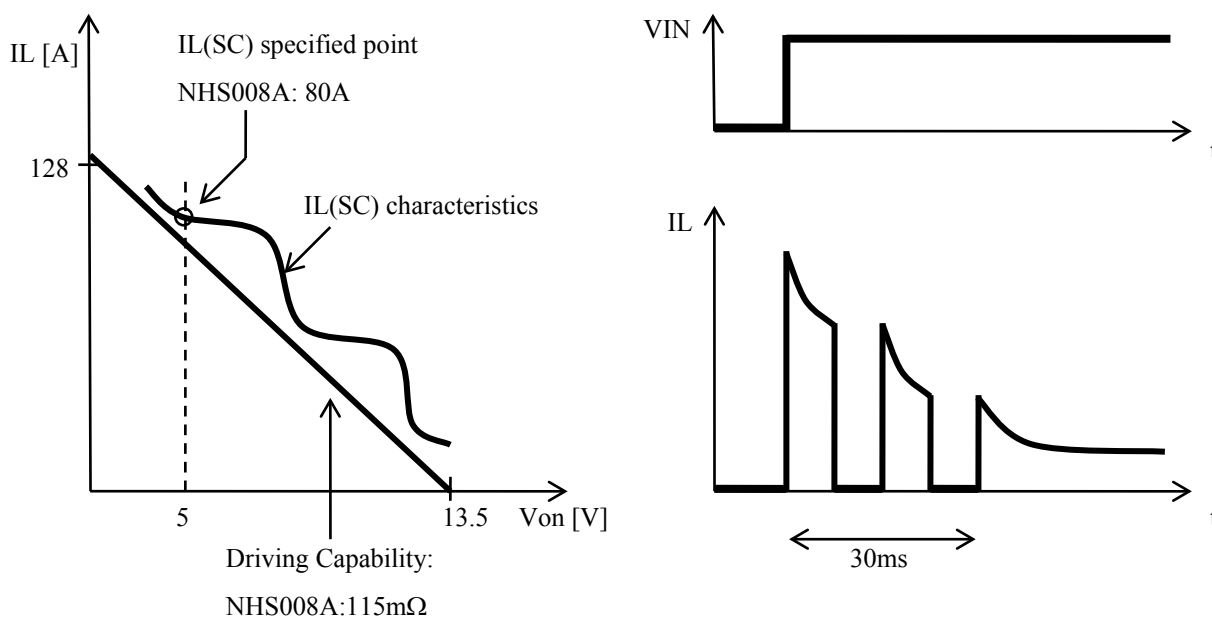 IL [A]
IL(SC) specified point
NHS008A: 80A
128
IL(SC) characteristics
5
13.5
Von [V]
Driving Capability:
NHS008A:115mΩ
VIN
t
IL
t
30ms